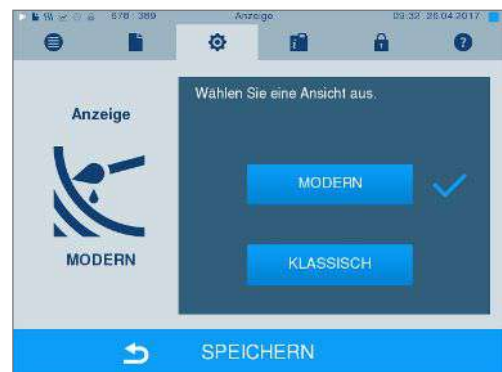 678 : 389 Anzeige 09:32 26.04.2017
Wählen Sie eine Ansicht aus.
Anzeige
MODERN
MODERN
KLASSISCH
SPEICHERN